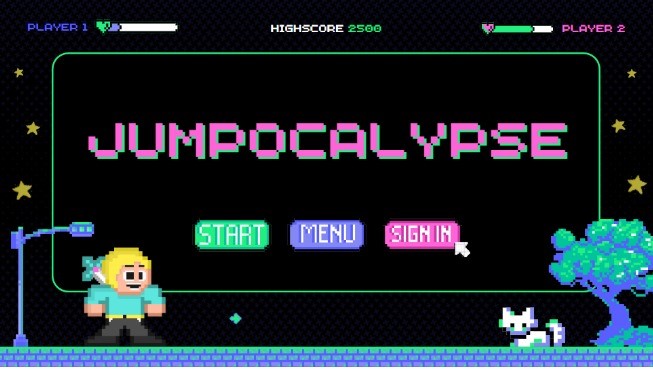 PLAYER 1
HIGHSCORE 2500
PLAYER 2
JUMPOCALYPSE
START
MENU
SIGN IN